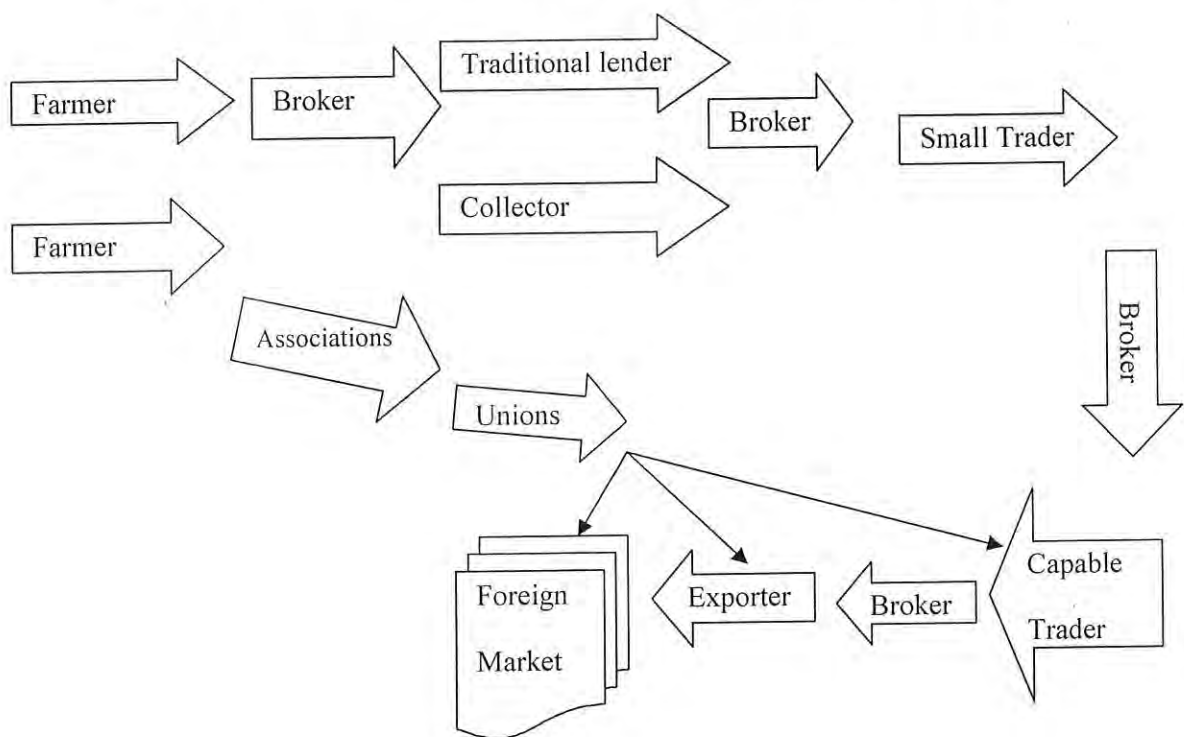 Farmer
Broker
Traditional lender
Collector
Broker
Small Trader
Broker
Farmer
Associations
Unions
Capable
Trader
Broker
Exporter
Foreign
Market